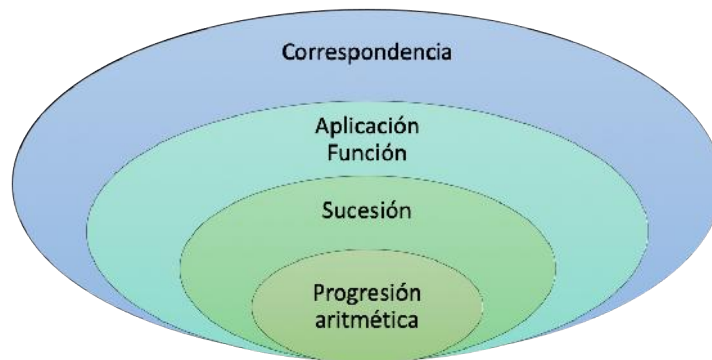 Correspondencia
Aplicación
Función
Sucesión
Progresión
aritmética